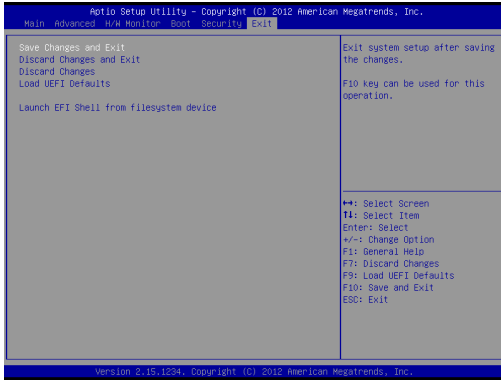 Aptio Setup Utility – Copyright (C) 2012 American Megatrends, Inc.
Main Advanced H/W Monitor Boot Security Exit
Save Changes and Exit
Discard Changes and Exit
Discard Changes
Load UEFI Defaults
Launch EFI Shell from filesystem device
Exit system setup after saving
the changes.
F10 key can be used for this
operation.
↔: Select Screen
↑↓: Select Item
Enter: Select
+/-: Change Option
F1: General Help
F7: Discard Changes
F9: Load UEFI Defaults
F10: Save and Exit
ESC: Exit
Version 2.15.1234. Copyright (C) 2012 American Megatrends, Inc.